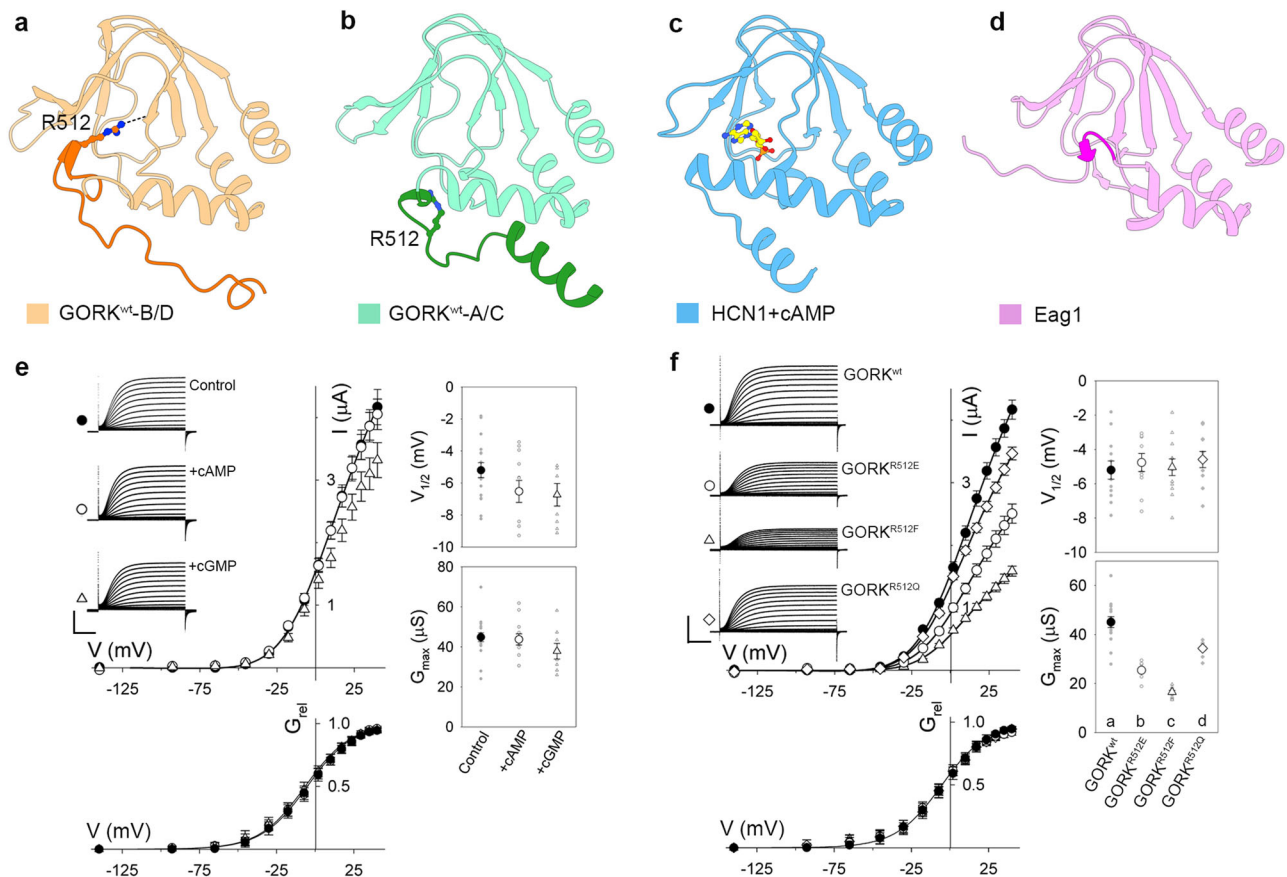 a
b
c
d
R512
R512
GORKwt-B/D
GORKwt-A/C
HCN1+cAMP
Eag1
e
Control
+cAMP
+cGMP
I (μA)
3
1
V (mV)
-125
-75
-25
25
Grel
1.0
0.5
V (mV)
-125
-75
-25
25
V1/2 (mV)
0
-2
-4
-6
-8
-10
Gmax (μS)
80
60
40
20
0
Control
+cAMP
+cGMP
f
GORKwt
GORKR512E
GORKR512F
GORKR512Q
I (μA)
3
1
V (mV)
-125
-75
-25
25
Grel
1.0
0.5
V (mV)
-125
-75
-25
25
V1/2 (mV)
0
-2
-4
-6
-8
-10
Gmax (μS)
80
60
40
20
0
a
b
c
d
GORKwt
GORKR512E
GORKR512F
GORKR512Q